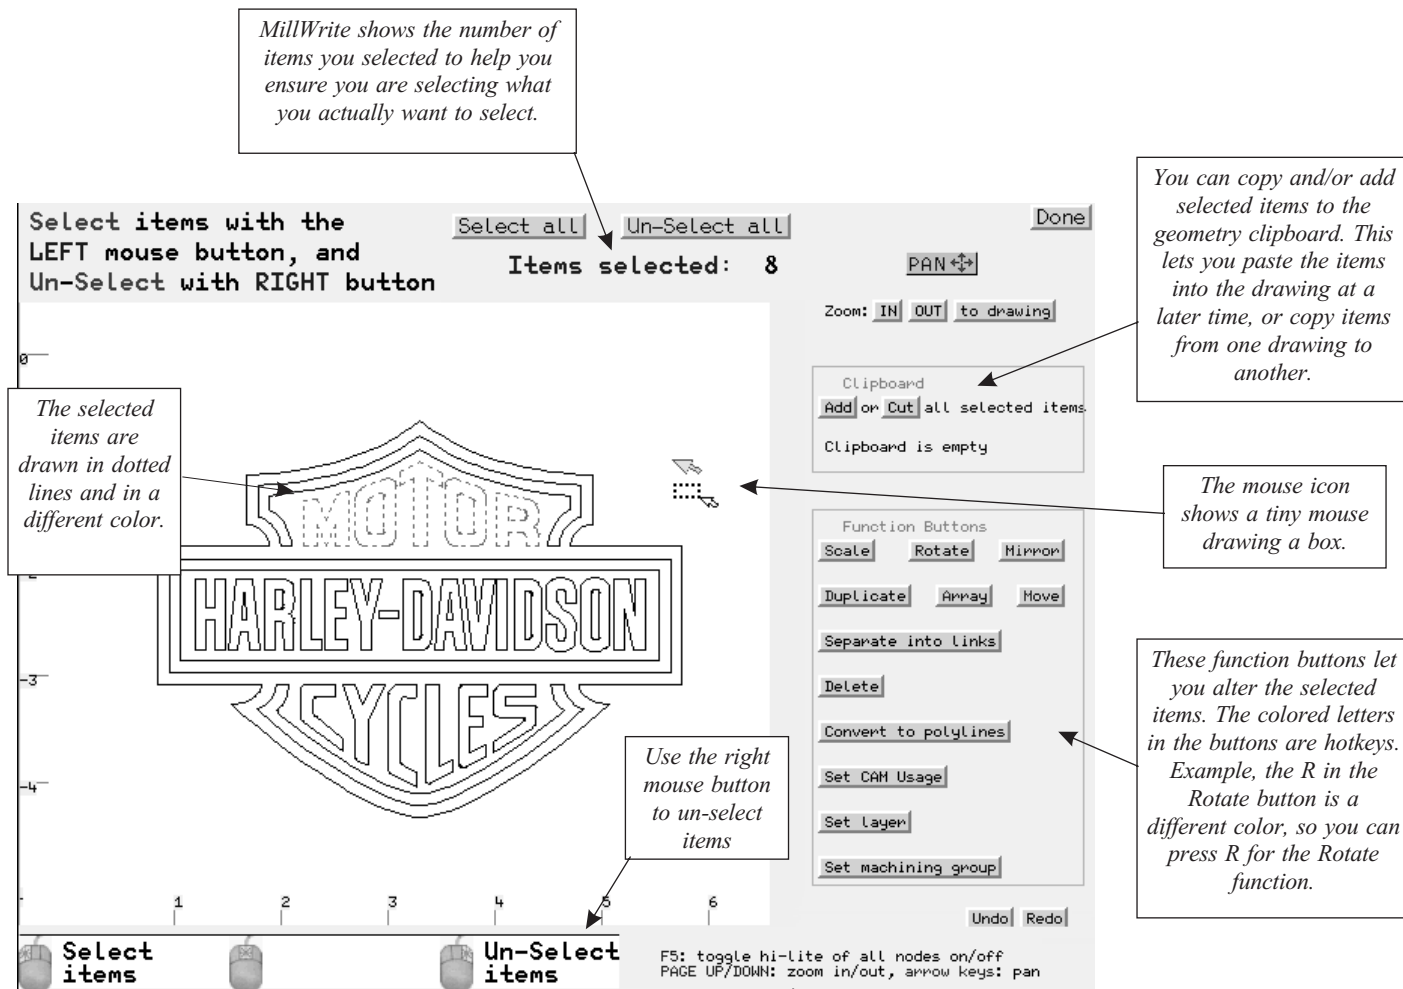 MillWrite shows the number of
items you selected to help you
ensure you are selecting what
you actually want to select.
You can copy and/or add
selected items to the
geometry clipboard. This
lets you paste the items
into the drawing at a
later time, or copy items
from one drawing to
another.
Select items with the
LEFT mouse button, and
Un-Select with RIGHT button
Select all
Un-Select all
Done
Items selected: 8
PAN
Zoom: IN OUT to drawing
0
Clipboard
Add or Cut all selected items
Clipboard is empty
The selected
items are
drawn in dotted
lines and in a
different color.
The mouse icon
shows a tiny mouse
drawing a box.
MOTOR
HARLEY-DAVIDSON
CYCLES
Function Buttons
Scale Rotate Mirror
Duplicate Array Move
Separate into links
Delete
Convert to polylines
Set CAM Usage
Set layer
Set machining group
-3
-4
These function buttons let
you alter the selected
items. The colored letters
in the buttons are hotkeys.
Example, the R in the
Rotate button is a
different color, so you can
press R for the Rotate
function.
Use the right
mouse button
to un-select
items
1 2 3 4 5 6
Undo Redo
Select
items
Un-Select
items
F5: toggle hi-lite of all nodes on/off
PAGE UP/DOWN: zoom in/out, arrow keys: pan